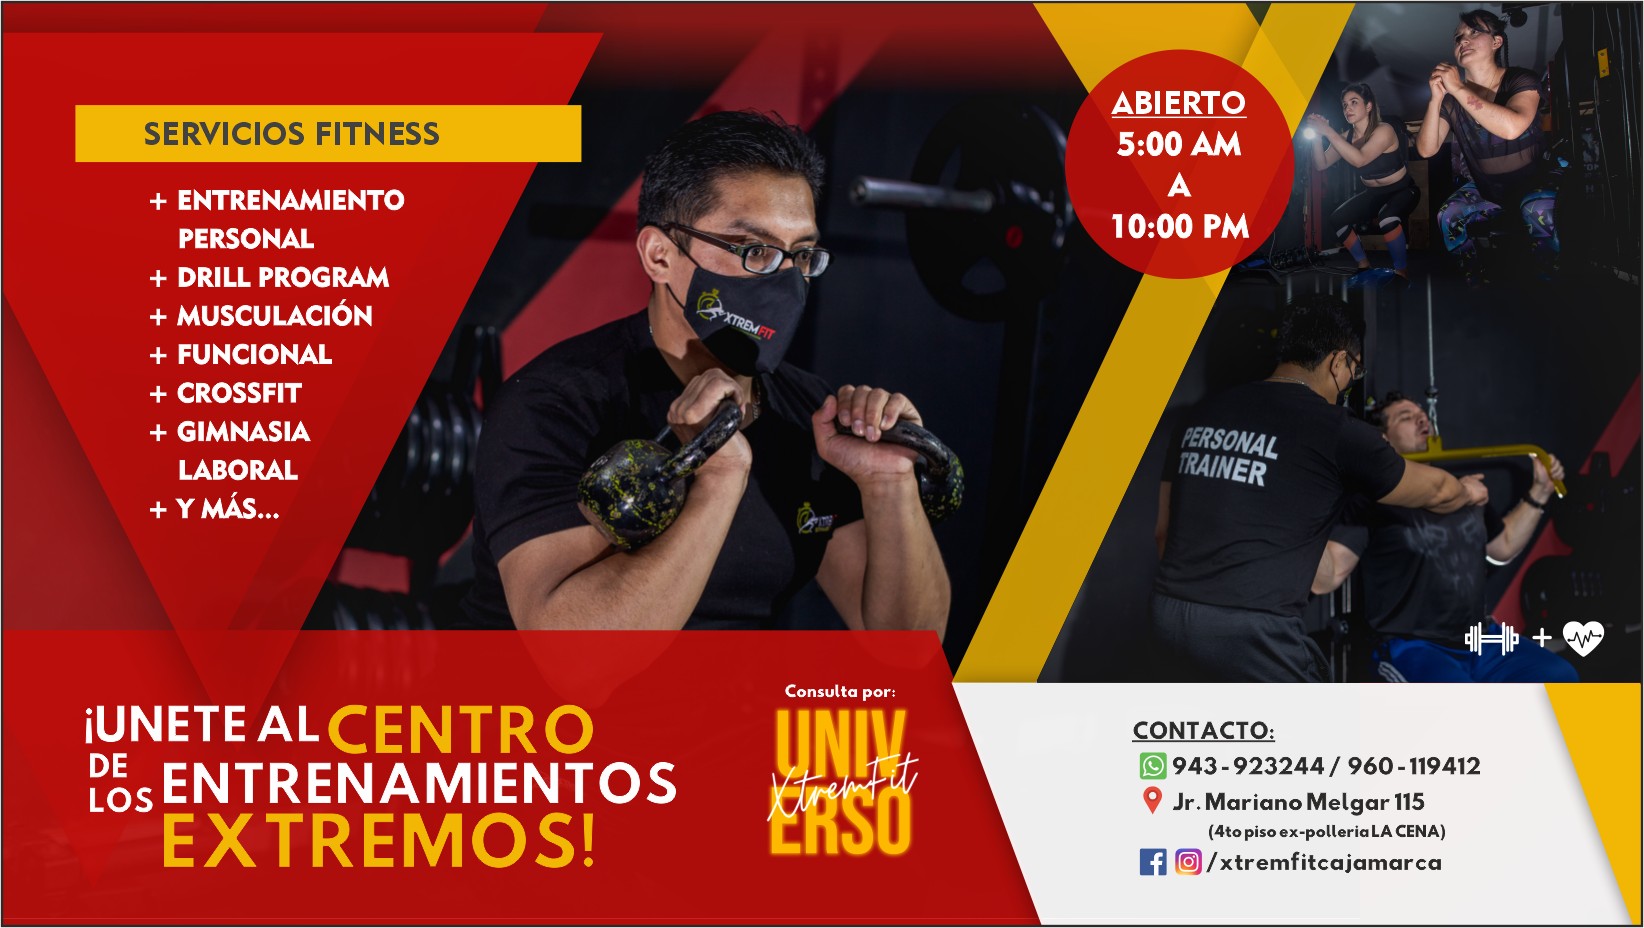 SERVICIOS FITNESS
+ ENTRENAMIENTO
PERSONAL
+ DRILL PROGRAM
+ MUSCULACIÓN
+ FUNCIONAL
+ CROSSFIT
+ GIMNASIA
LABORAL
+ Y MÁS...
ABIERTO
5:00 AM
A
10:00 PM
XTREMFIT
PERSONAL
TRAINER
+
¡UNETE AL CENTRO
DE LOS ENTRENAMIENTOS
EXTREMOS!
Consulta por:
UNIV
XtremFit
ERSO
CONTACTO:
943-923244 / 960-119412
Jr. Mariano Melgar 115
(4to piso ex-polleria LA CENA)
/xtremfitcajamarca